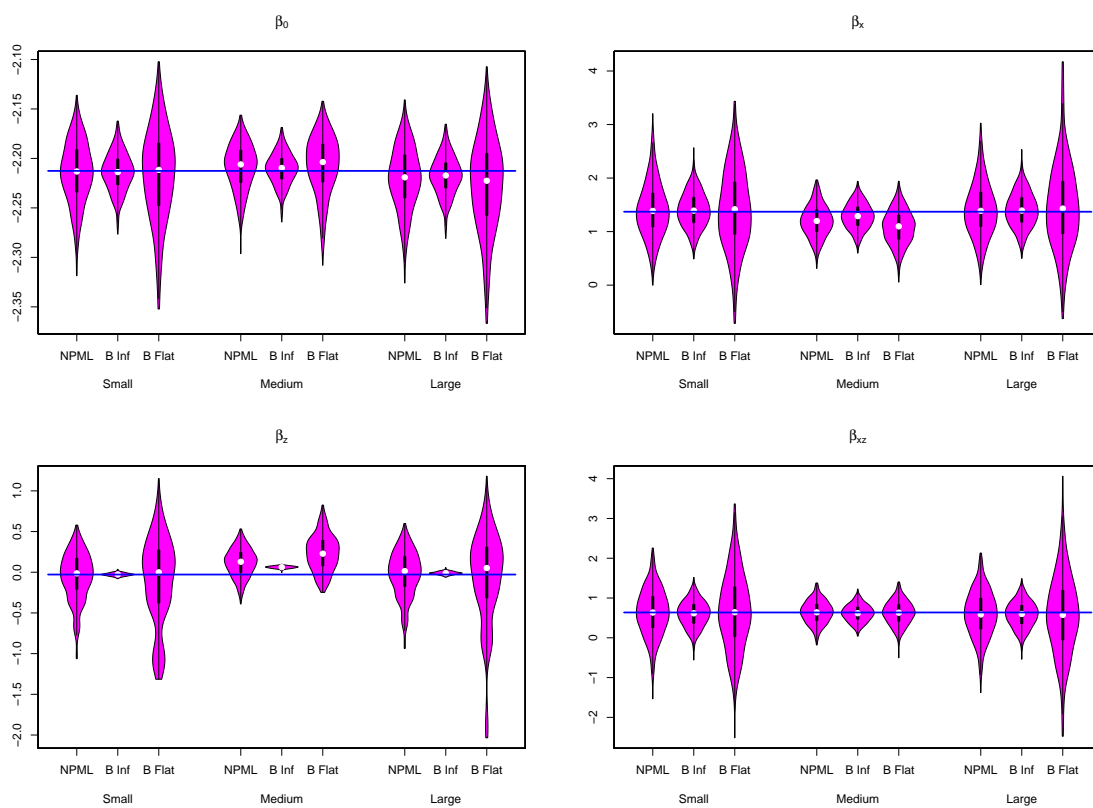 β₀
−2.10
−2.15
−2.20
−2.25
−2.30
−2.35
NPML B Inf B Flat NPML B Inf B Flat NPML B Inf B Flat
Small Medium Large
βₓ
4
3
2
1
0
NPML B Inf B Flat NPML B Inf B Flat NPML B Inf B Flat
Small Medium Large
β_z
1.0
0.5
0.0
−0.5
−1.0
−1.5
−2.0
NPML B Inf B Flat NPML B Inf B Flat NPML B Inf B Flat
Small Medium Large
β_xz
4
3
2
1
0
−1
−2
NPML B Inf B Flat NPML B Inf B Flat NPML B Inf B Flat
Small Medium Large